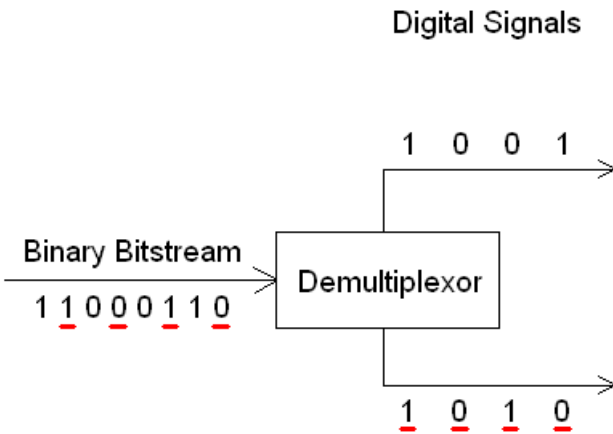 Digital Signals
1 0 0 1
Binary Bitstream
1 1 0 0 0 1 1 0
Demultiplexor
1 0 1 0